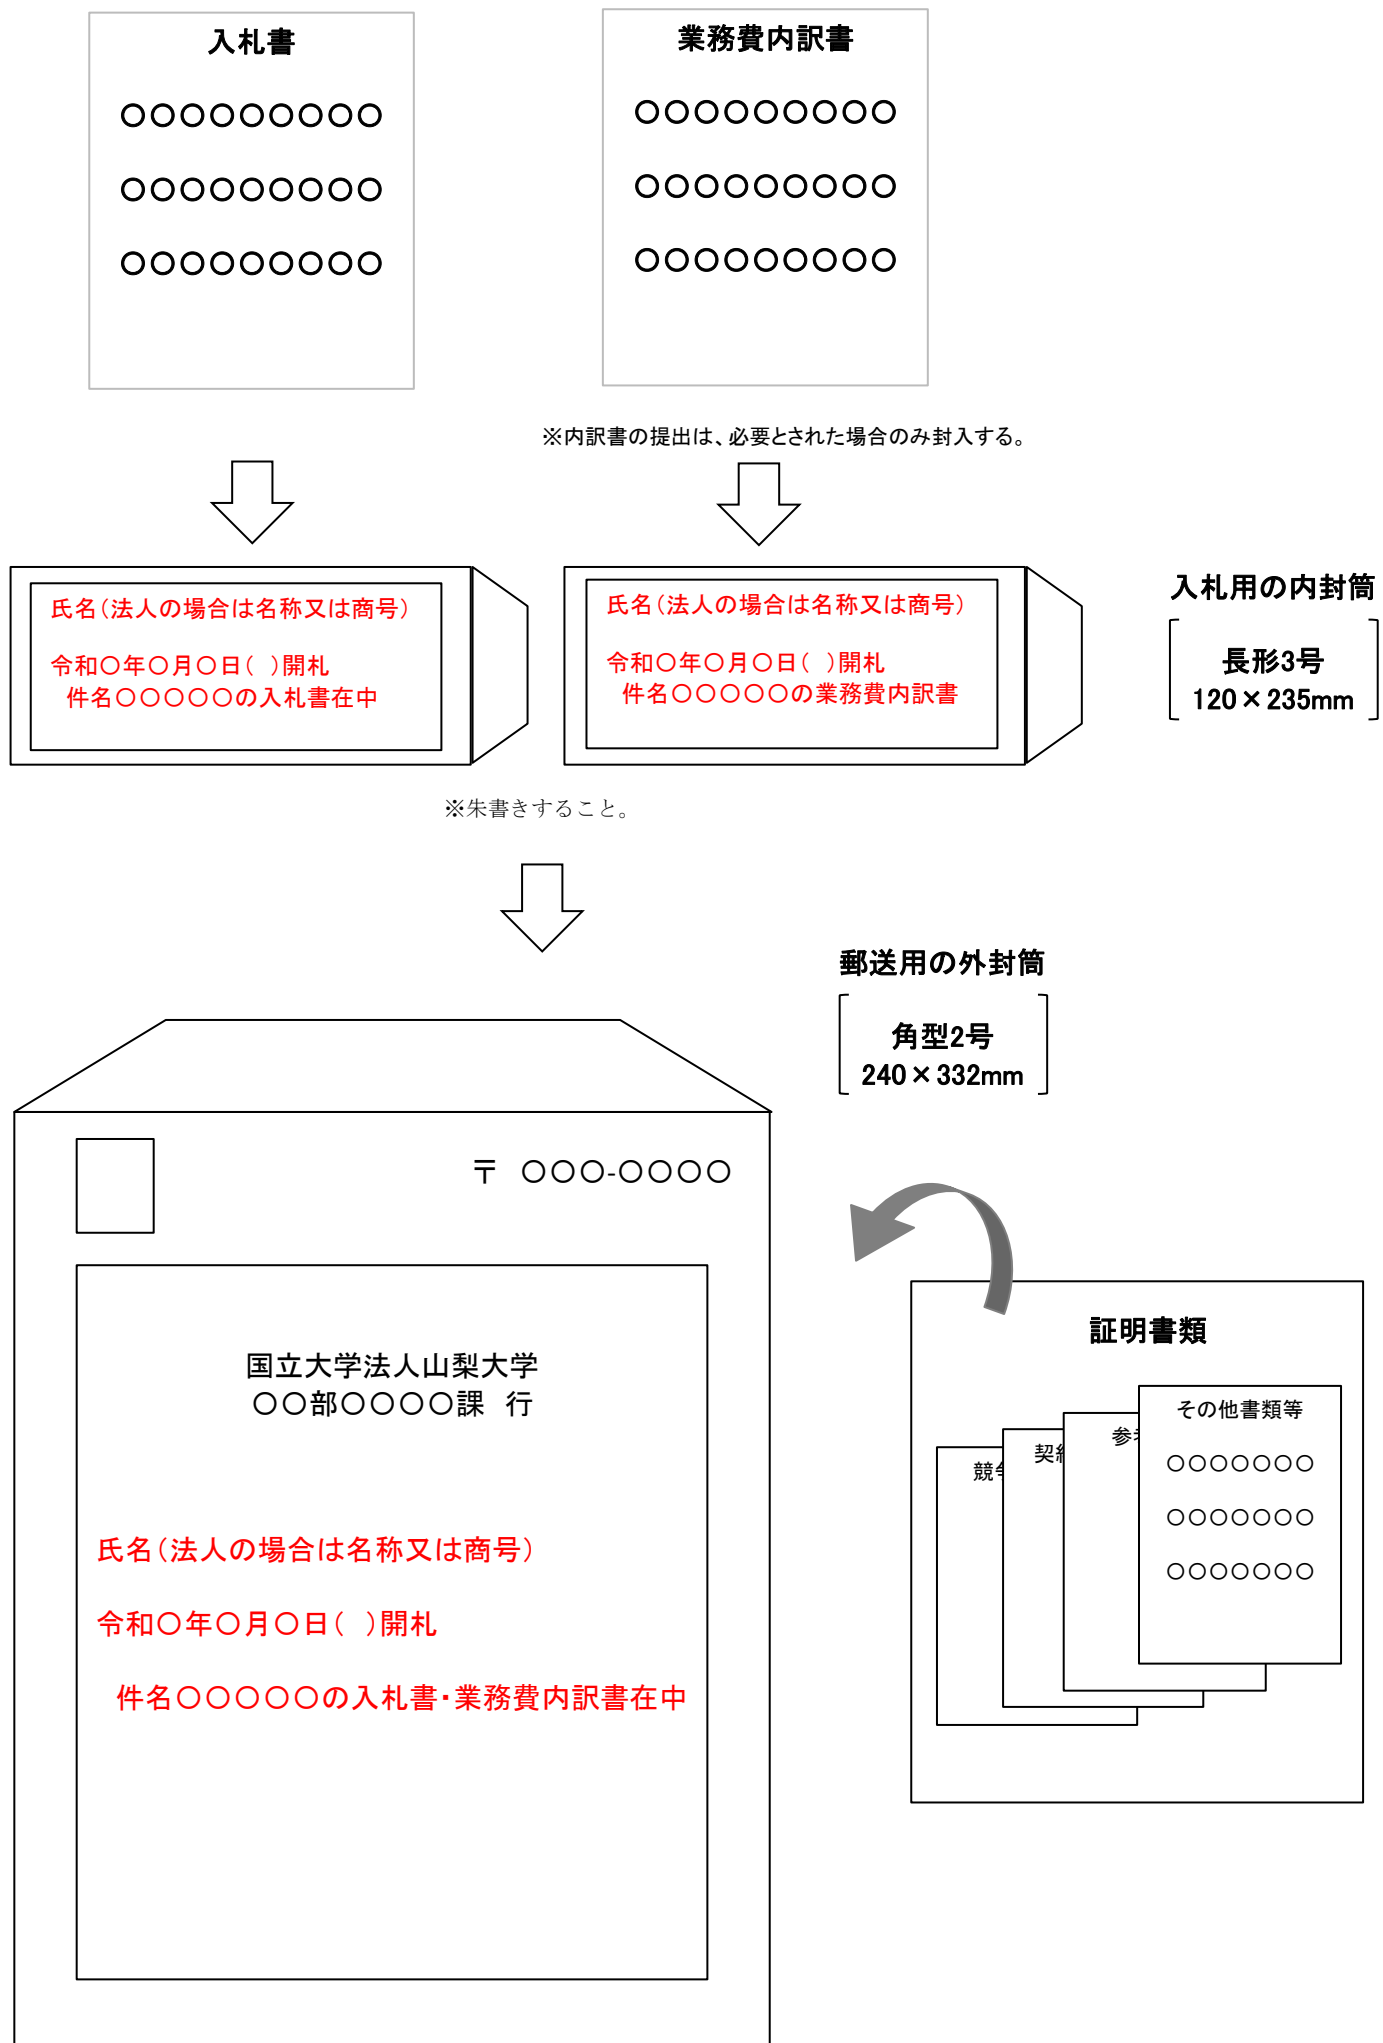 入札書
〇〇〇〇〇〇〇〇〇
〇〇〇〇〇〇〇〇〇
〇〇〇〇〇〇〇〇〇
業務費内訳書
〇〇〇〇〇〇〇〇〇
〇〇〇〇〇〇〇〇〇
〇〇〇〇〇〇〇〇〇
※内訳書の提出は、必要とされた場合のみ封入する。
氏名(法人の場合は名称又は商号)
令和〇年〇月〇日( )開札
件名〇〇〇〇〇の入札書在中
氏名(法人の場合は名称又は商号)
令和〇年〇月〇日( )開札
件名〇〇〇〇〇の業務費内訳書
入札用の内封筒
長形3号
120×235mm
※朱書きすること。
郵送用の外封筒
角型2号
240×332mm
〒 〇〇〇-〇〇〇〇
国立大学法人山梨大学
〇〇部〇〇〇〇課 行
氏名(法人の場合は名称又は商号)
令和〇年〇月〇日( )開札
件名〇〇〇〇〇の入札書・業務費内訳書在中
証明書類
その他書類等
〇〇〇〇〇〇〇
〇〇〇〇〇〇〇
〇〇〇〇〇〇〇